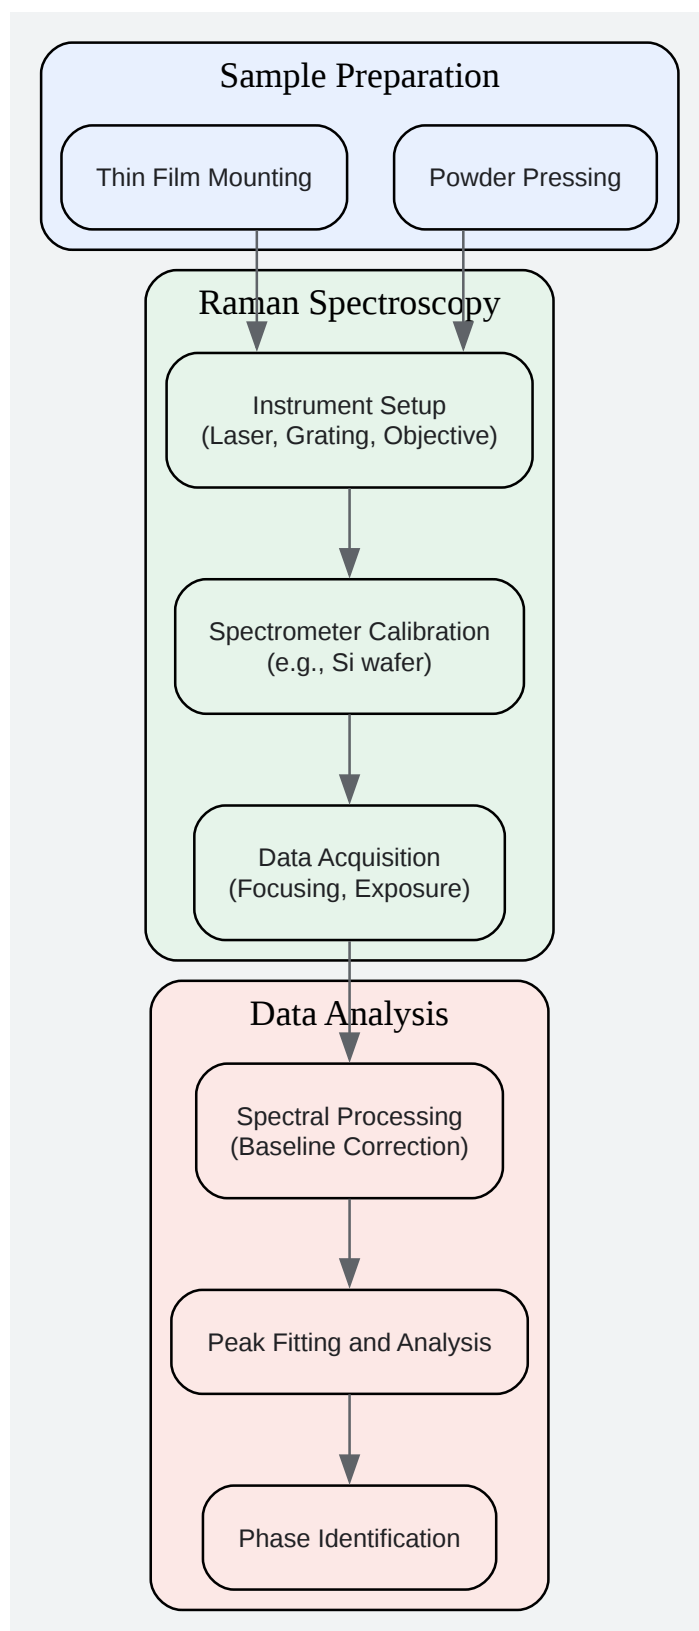 Sample Preparation
Thin Film Mounting
Powder Pressing
Raman Spectroscopy
Instrument Setup
(Laser, Grating, Objective)
Spectrometer Calibration
(e.g., Si wafer)
Data Acquisition
(Focusing, Exposure)
Data Analysis
Spectral Processing
(Baseline Correction)
Peak Fitting and Analysis
Phase Identification